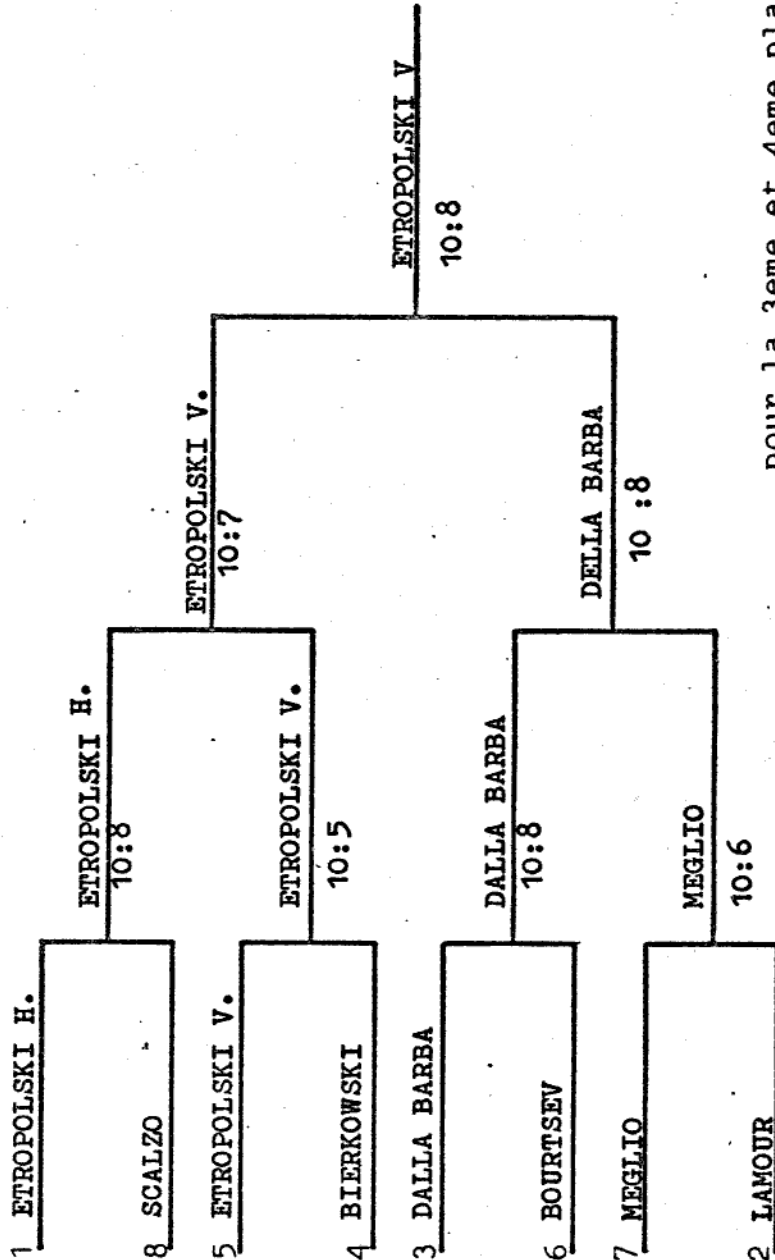 1 ETROPOLSKI H.
8 SCALZO
5 ETROPOLSKI V.
4 BIERKOWSKI
3 DALLA BARBA
6 BOURTSEV
7 MEGLIO
2 LAMOUR
ETROPOLSKI H.
10:8
ETROPOLSKI V.
10:5
DALLA BARBA
10:8
MEGLIO
10:6
ETROPOLSKI V.
10:7
DELLA BARBA
10 :8
ETROPOLSKI V
10:8
pour la 3eme et 4eme pla